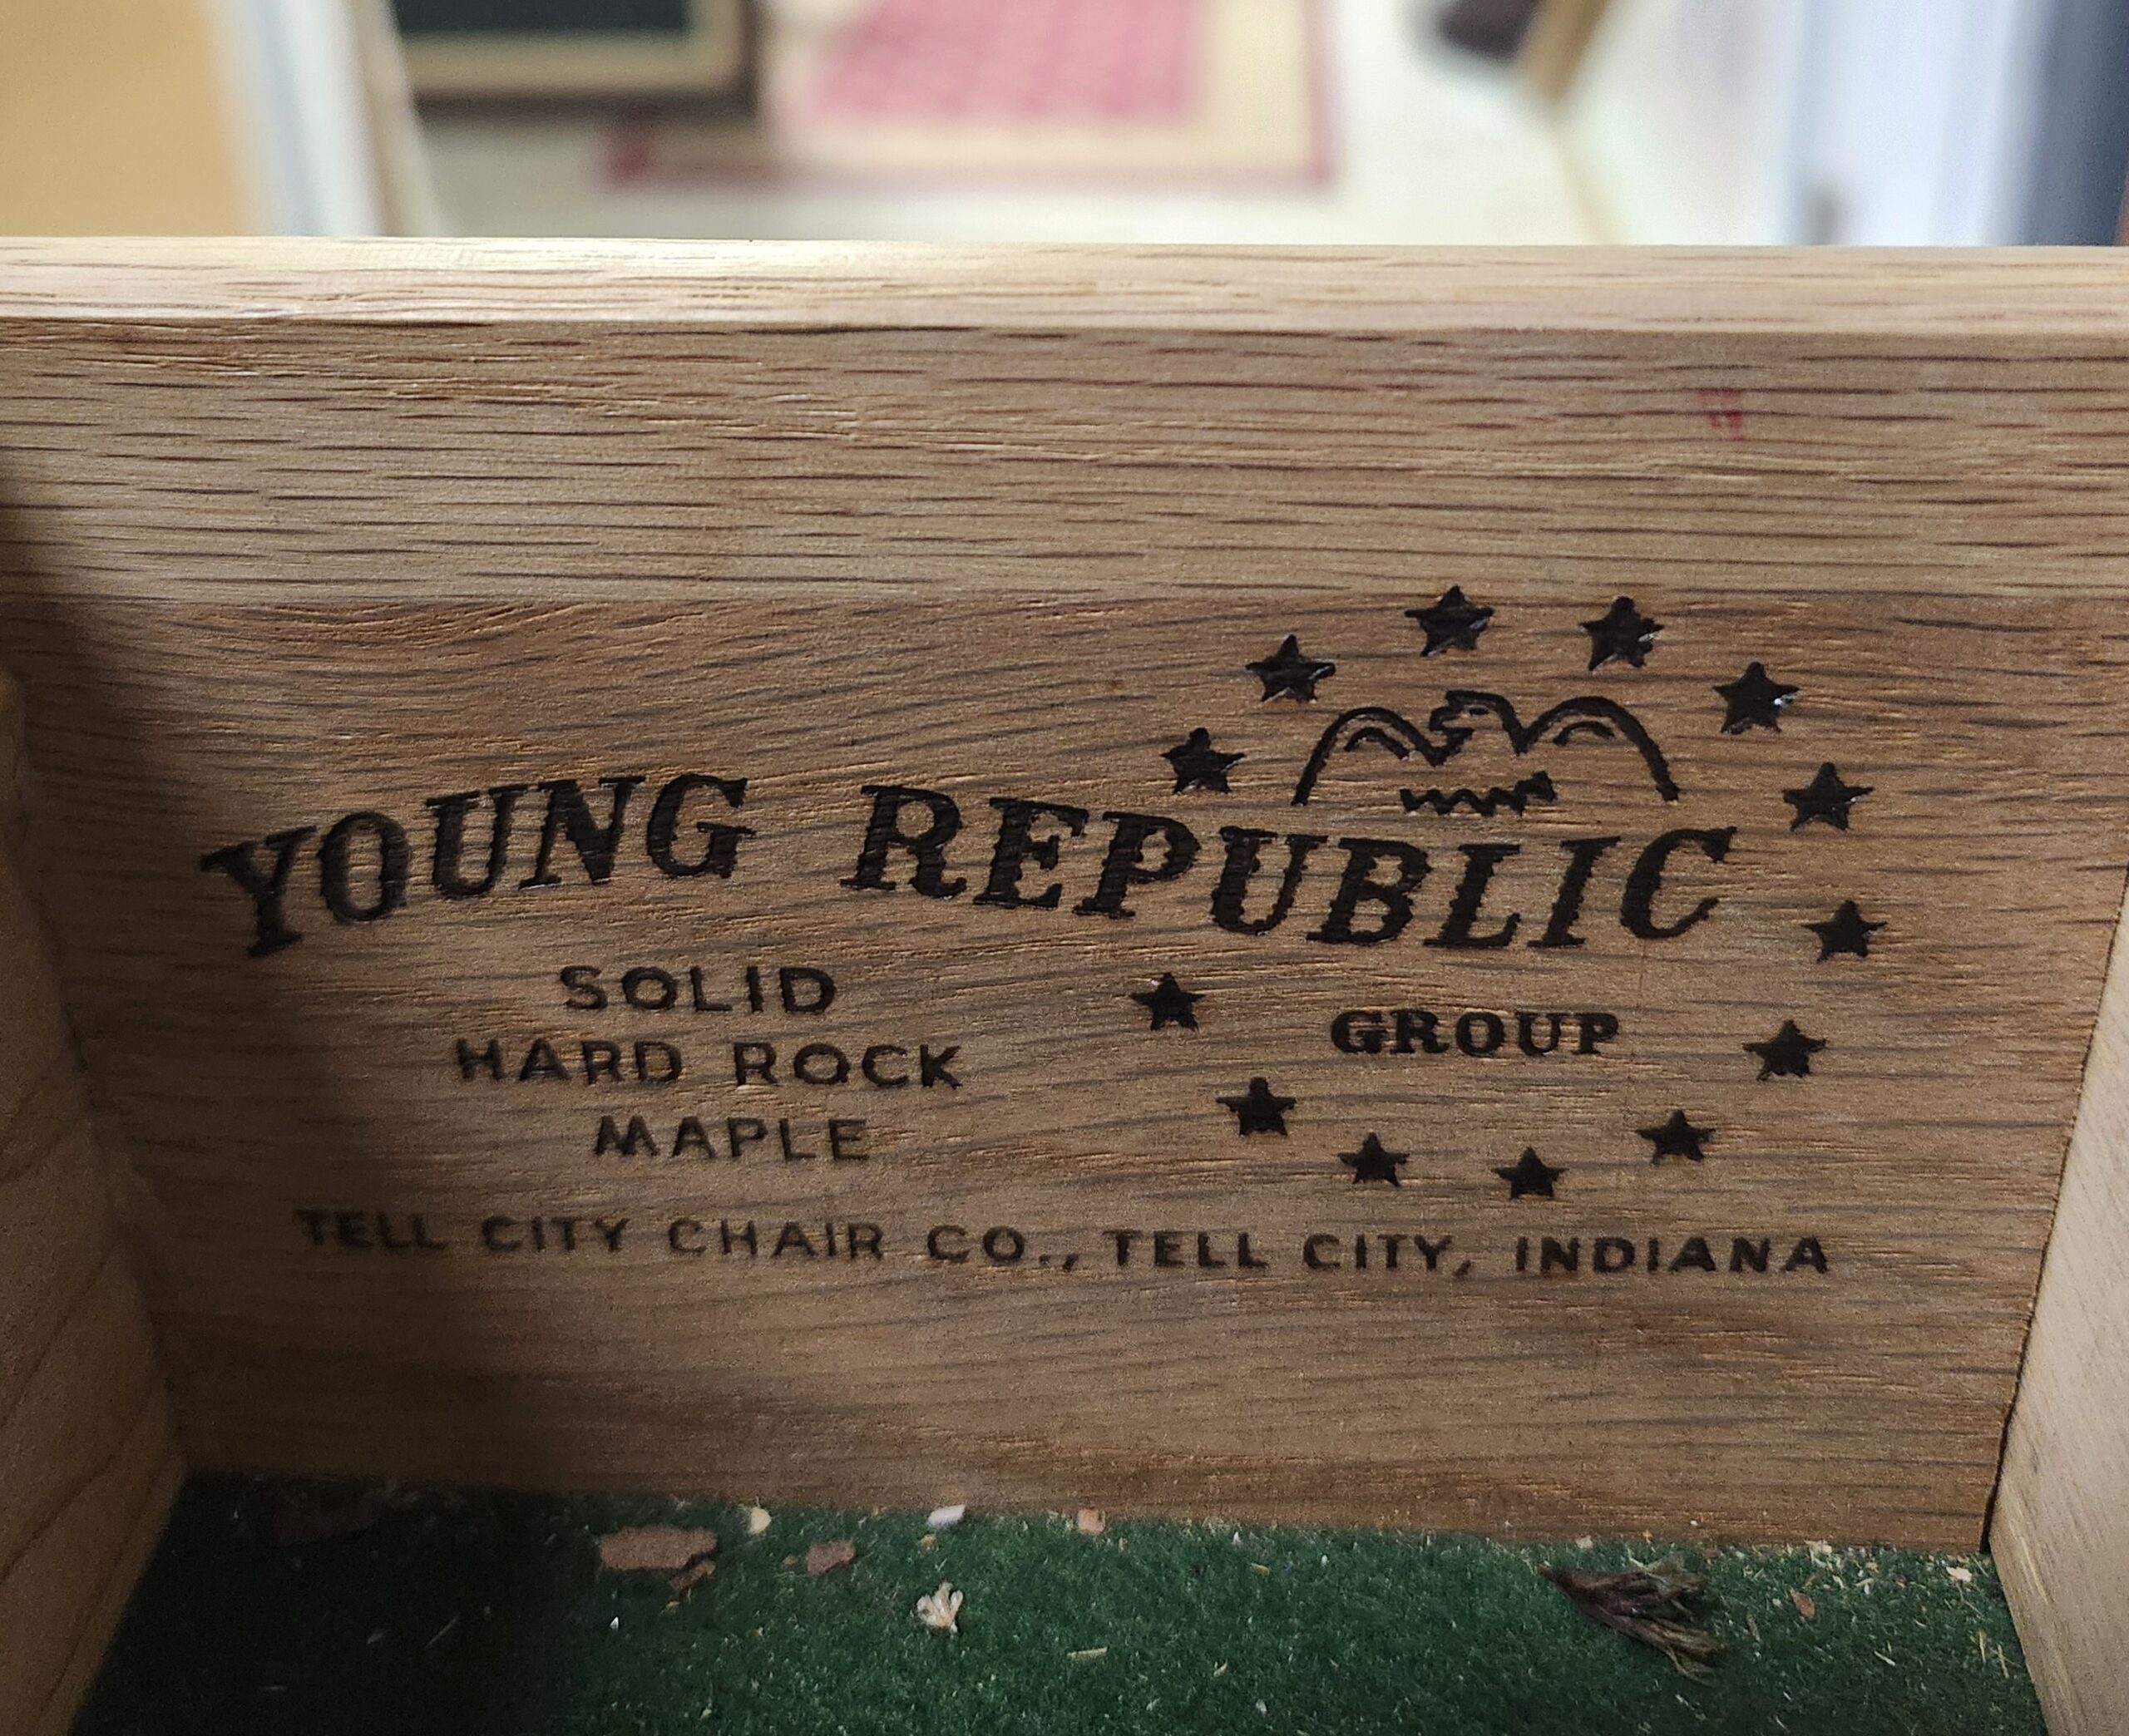 YOUNG REPUBLIC
SOLID
HARD ROCK
MAPLE
GROUP
TELL CITY CHAIR CO., TELL CITY, INDIANA